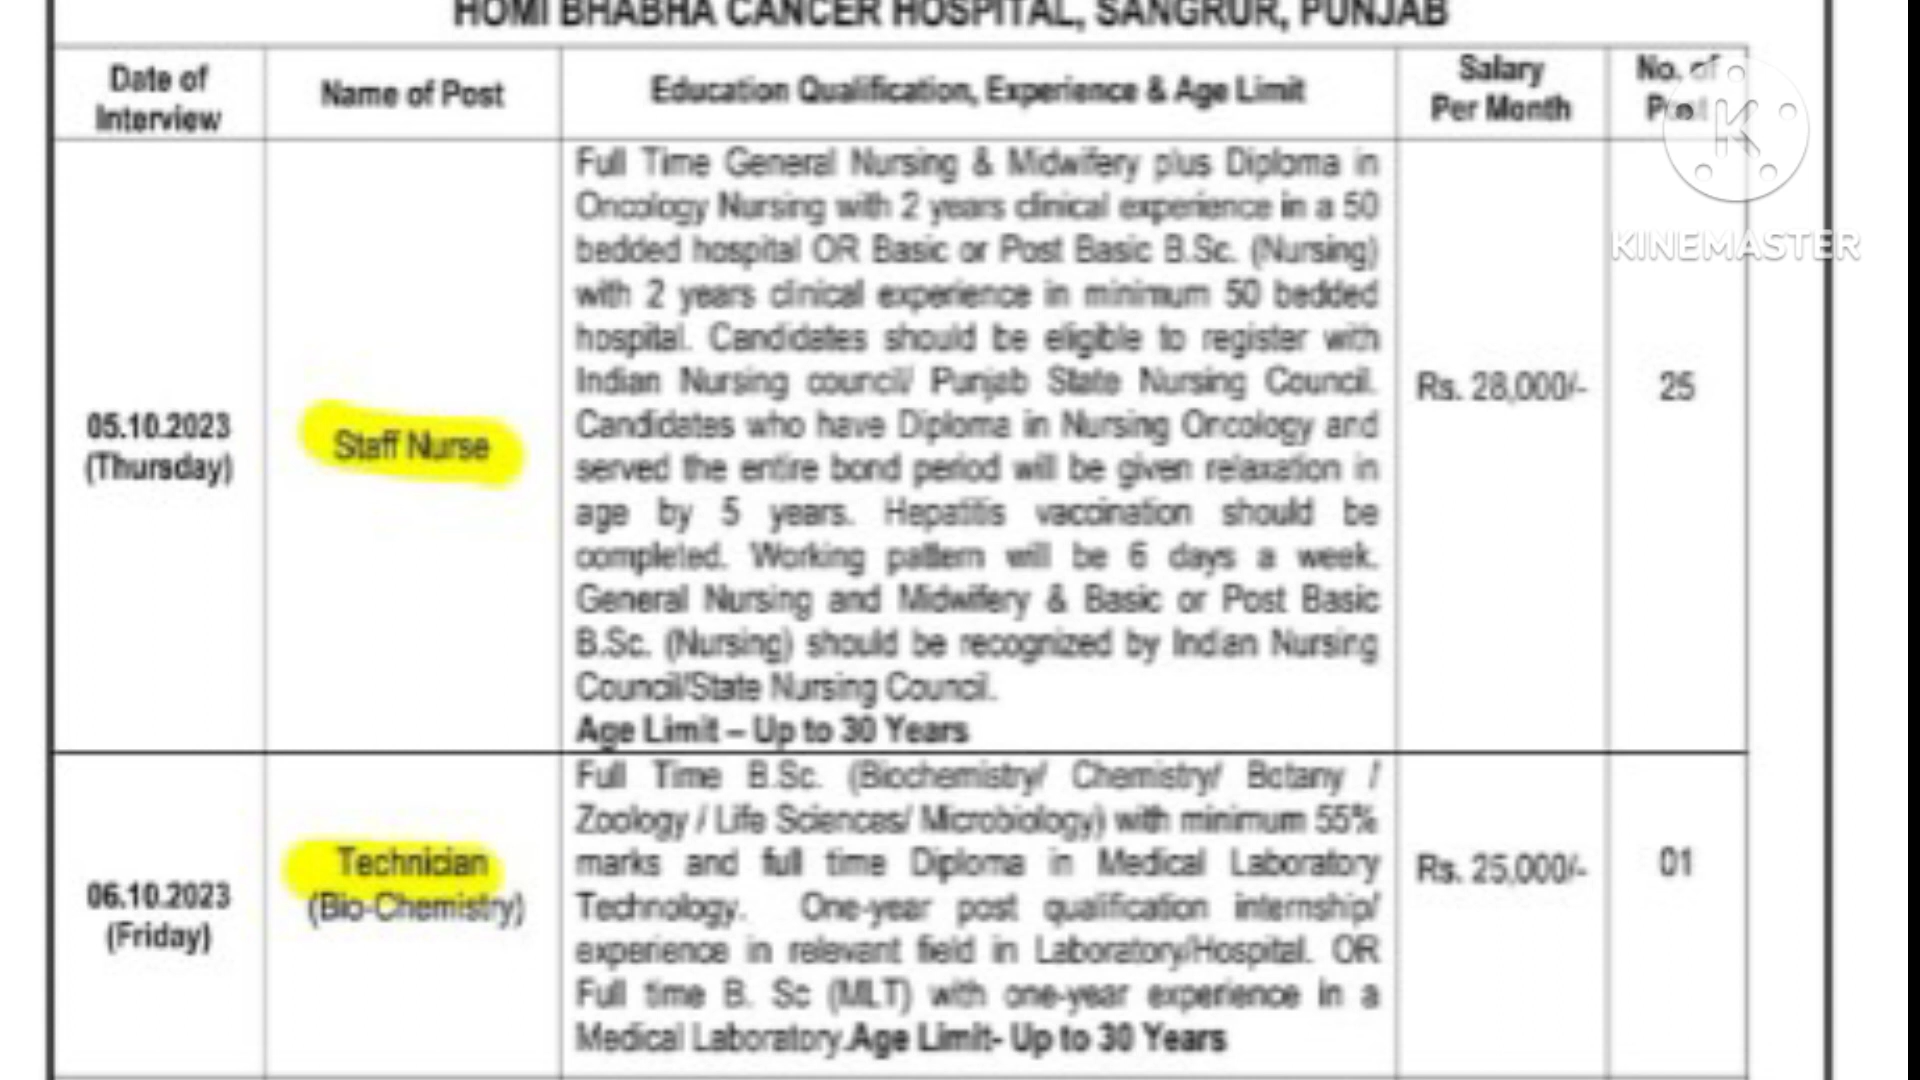 HOMI BHABHA CANCER HOSPITAL, SANGRUR, PUNJAB
Date of
Interview
Name of Post
Education Qualification, Experience & Age Limit
Salary
Per Month
No. of
Post
05.10.2023
(Thursday)
Staff Nurse
Full Time General Nursing & Midwifery plus Diploma in
Oncology Nursing with 2 years clinical experience in a 50
bedded hospital OR Basic or Post Basic B.Sc. (Nursing)
with 2 years clinical experience in minimum 50 bedded
hospital. Candidates should be eligible to register with
Indian Nursing council/ Punjab State Nursing Council.
Candidates who have Diploma in Nursing Oncology and
served the entire bond period will be given relaxation in
age by 5 years. Hepatitis vaccination should be
completed. Working pattern will be 6 days a week.
General Nursing and Midwifery & Basic or Post Basic
B.Sc. (Nursing) should be recognized by Indian Nursing
Council/State Nursing Council.
Age Limit – Up to 30 Years
Rs. 28,000/-
25
06.10.2023
(Friday)
Technician
(Bio-Chemistry)
Full Time B.Sc. (Biochemistry/ Chemistry/ Botany /
Zoology / Life Sciences/ Microbiology) with minimum 55%
marks and full time Diploma in Medical Laboratory
Technology. One-year post qualification internship/
experience in relevant field in Laboratory/Hospital. OR
Full time B. Sc (MLT) with one-year experience in a
Medical Laboratory.Age Limit- Up to 30 Years
Rs. 25,000/-
01
K
KINEMASTER